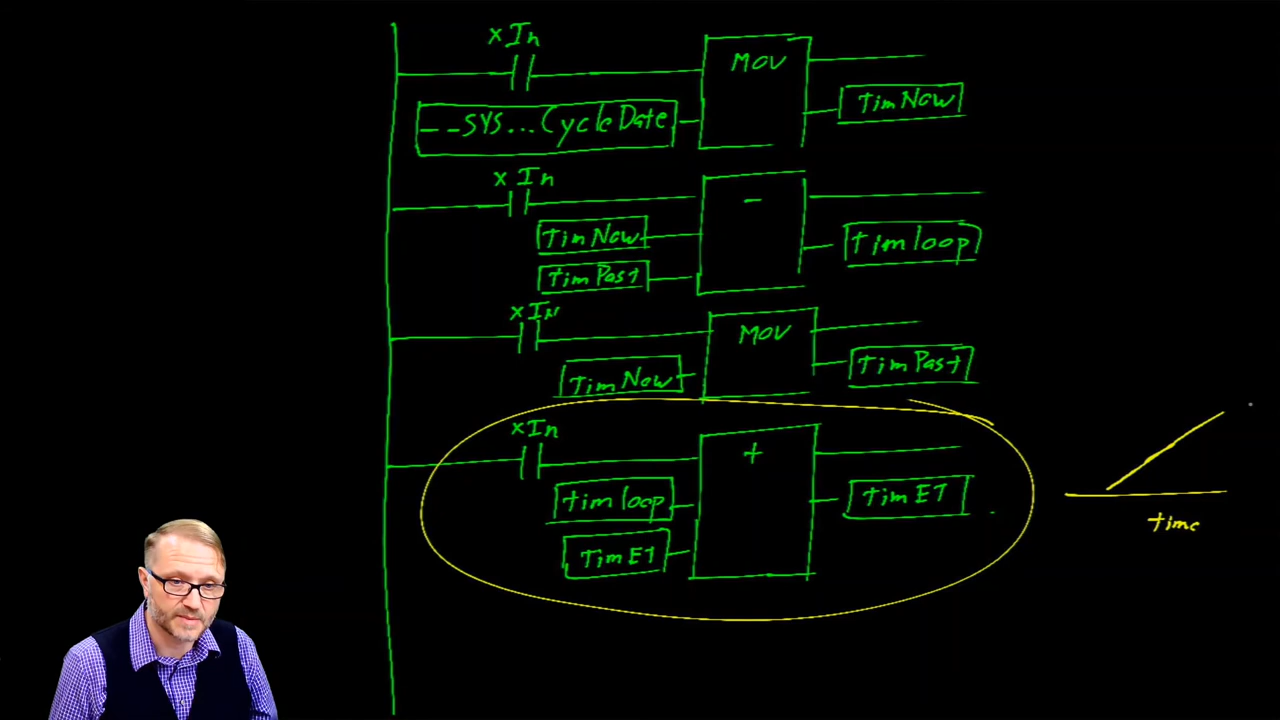 xIn
MOV
TimNow
--SYS...CycleDate
xIn
-
TimNow
timloop
timPast
xIN
MOV
TimNow
timPast
xIn
+
timloop
timET
TimET
time